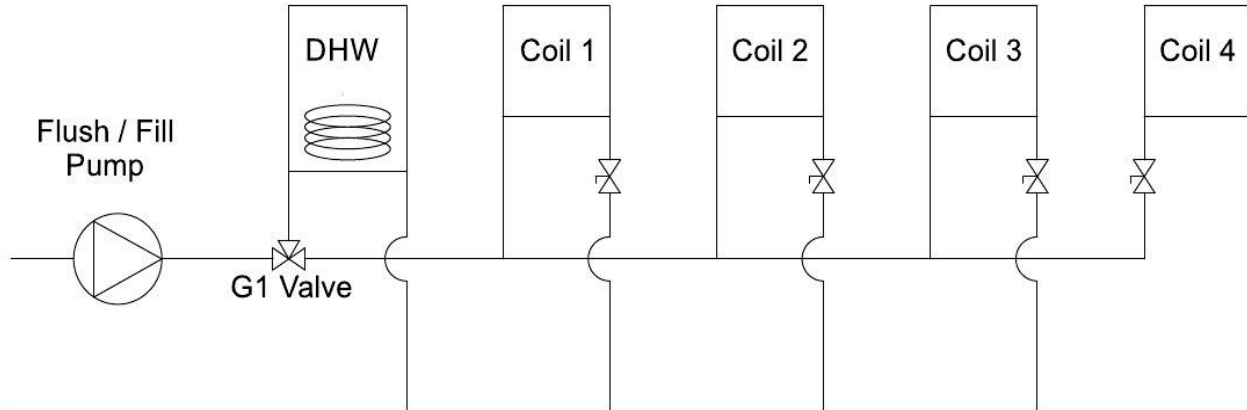 DHW
Coil 1
Coil 2
Coil 3
Coil 4
Flush / Fill
Pump
G1 Valve